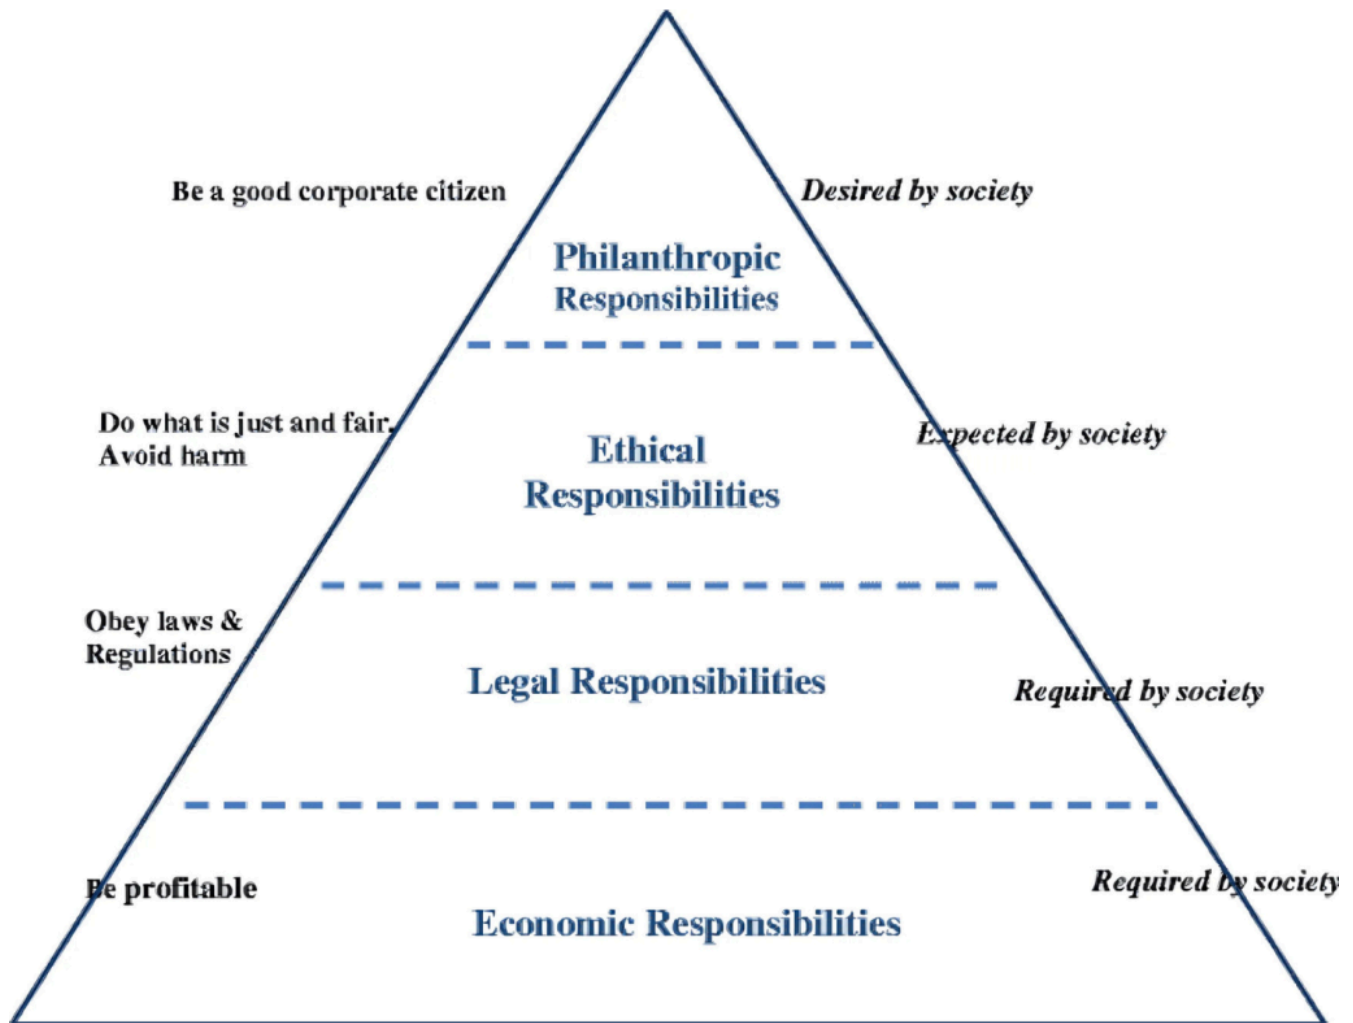 Be a good corporate citizen
Desired by society
Philanthropic
Responsibilities
Do what is just and fair,
Avoid harm
Expected by society
Ethical
Responsibilities
Obey laws &
Regulations
Legal Responsibilities
Required by society
Be profitable
Required by society
Economic Responsibilities